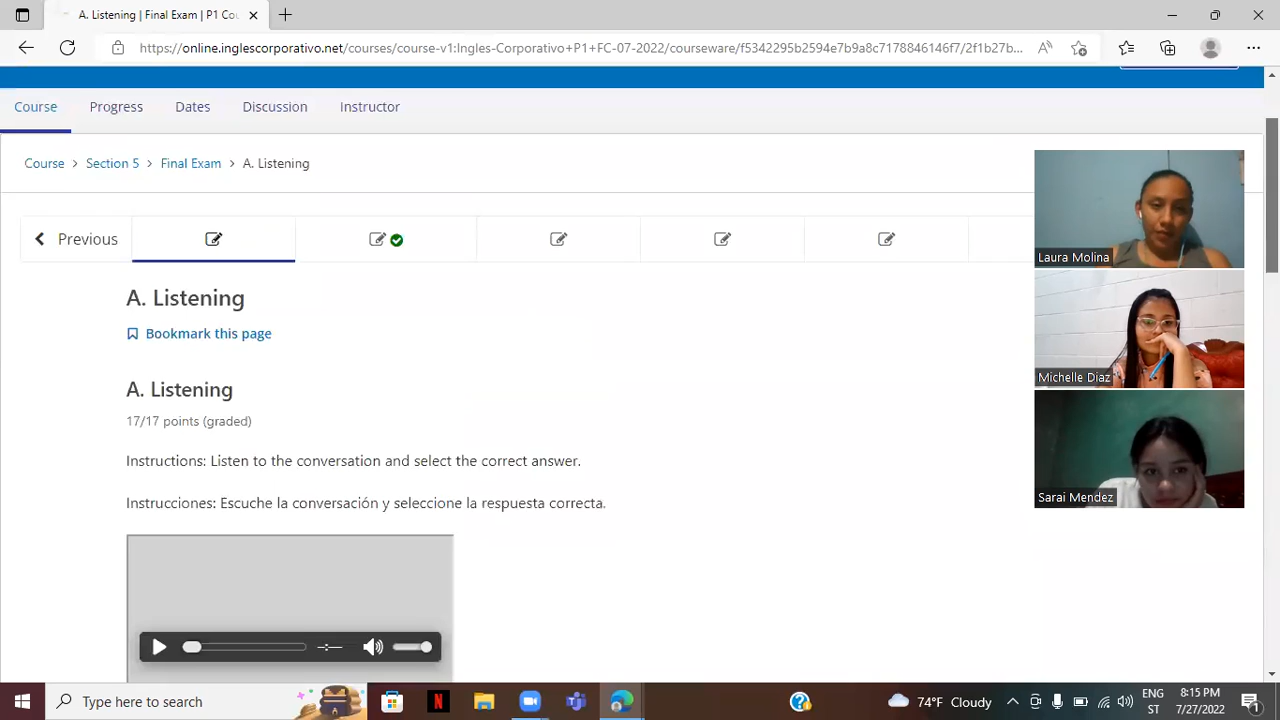 A. Listening | Final Exam | P1 Cou
https://online.inglescorporativo.net/courses/course-v1:Ingles-Corporativo+P1+FC-07-2022/courseware/f5342295b2594e7b9a8c7178846146f7/2f1b27b...
Course Progress Dates Discussion Instructor
Course > Section 5 > Final Exam > A. Listening
Previous
A. Listening
Bookmark this page
A. Listening
17/17 points (graded)
Instructions: Listen to the conversation and select the correct answer.
Instrucciones: Escuche la conversación y seleccione la respuesta correcta.
-:--
Laura Molina
Michelle Diaz
Sarai Mendez
Type here to search
74°F Cloudy
ENG
ST
8:15 PM
7/27/2022
1